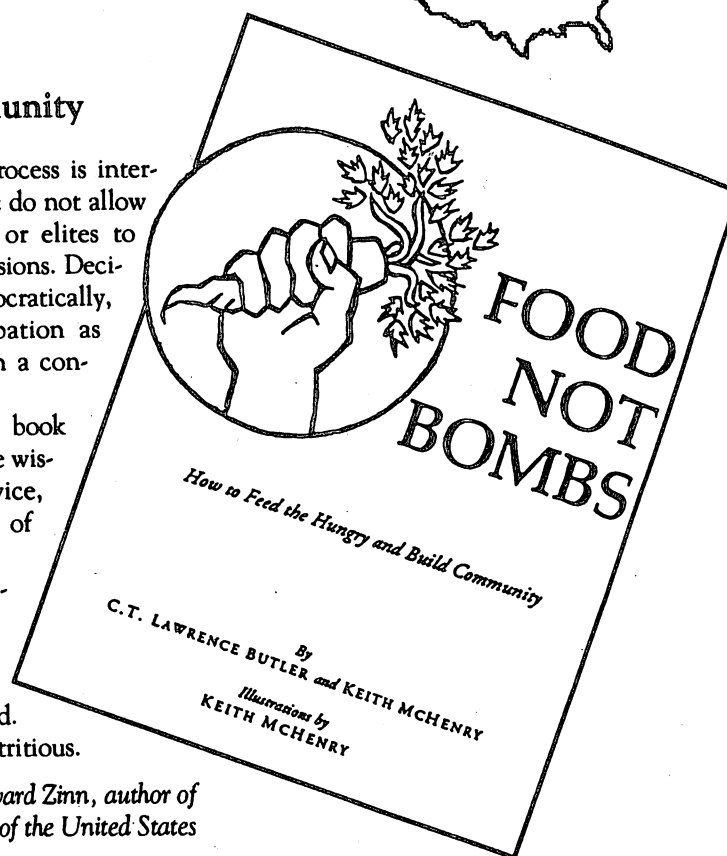 unity
rocess is inter-
do not allow
or elites to
sions. Deci-
ocratically,
pation as
a con-
book
wis-
vice,
of
d.
tritious.
ard Zinn, author of
of the United States
FOOD
NOT
BOMBS
How to Feed the Hungry and Build Community
By
C.T. LAWRENCE BUTLER and KEITH MCHENRY
Illustrations by
KEITH MCHENRY